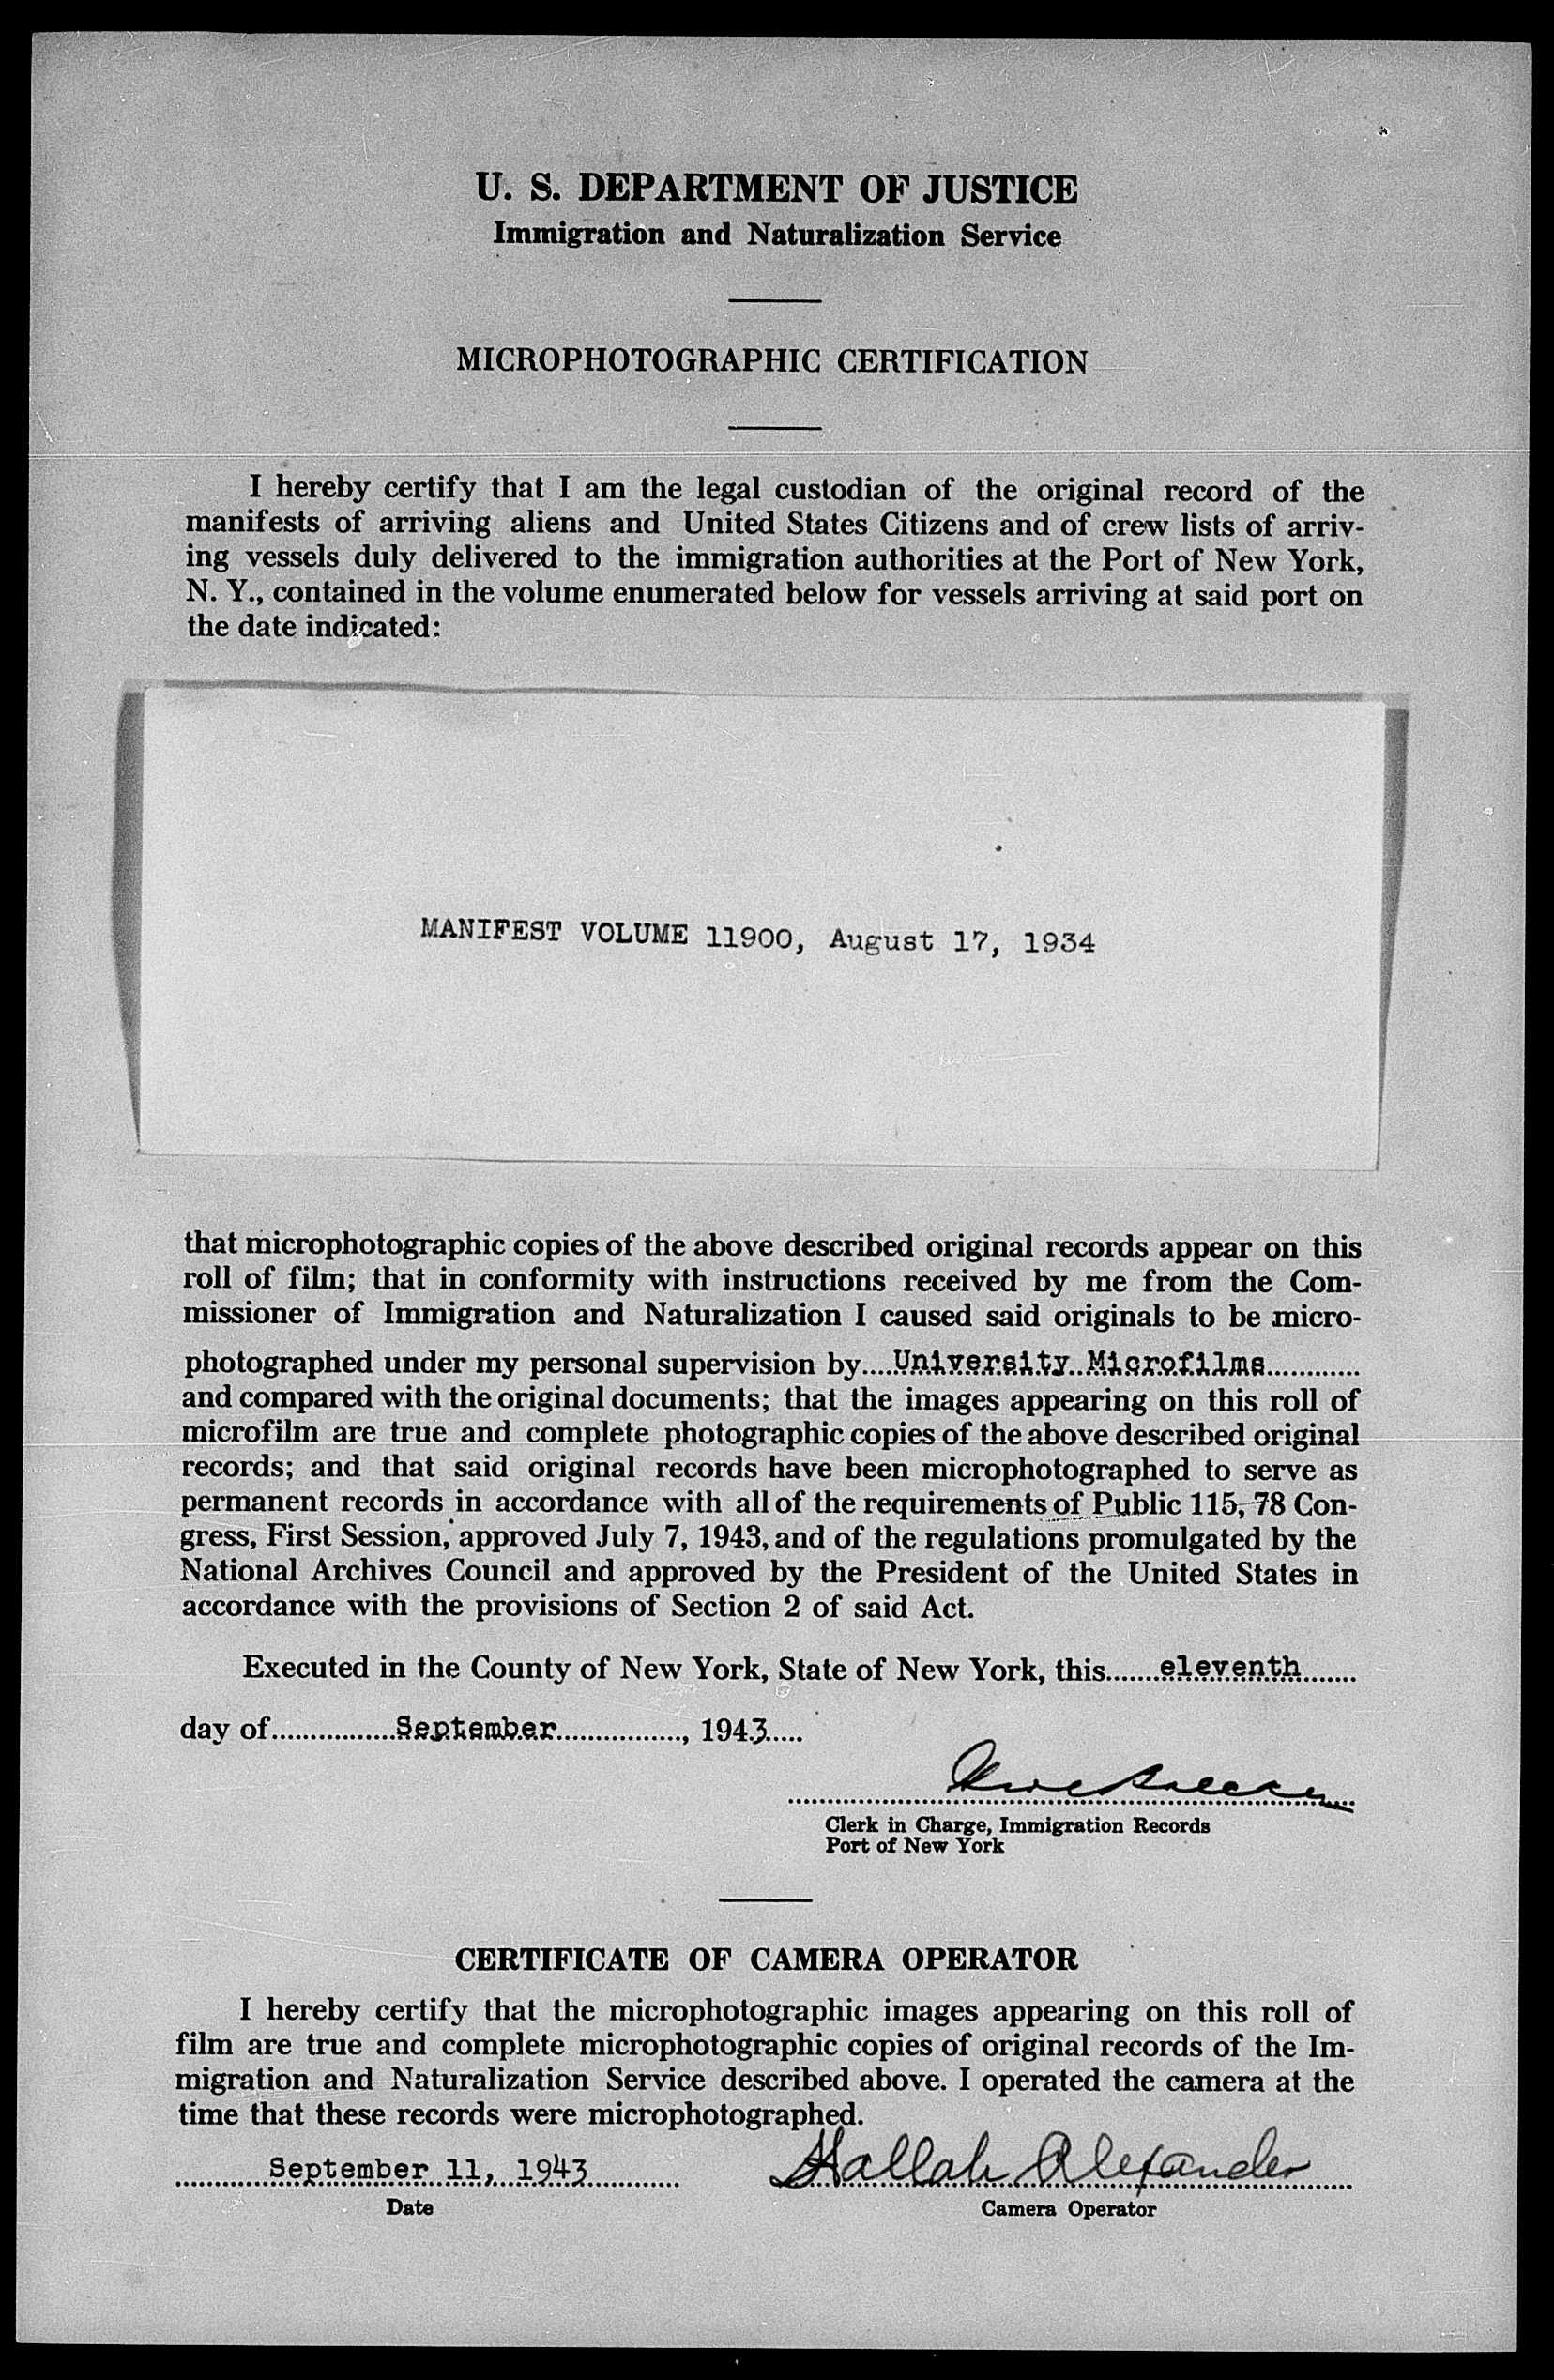 U. S. DEPARTMENT OF JUSTICE
Immigration and Naturalization Service
MICROPHOTOGRAPHIC CERTIFICATION
I hereby certify that I am the legal custodian of the original record of the
manifests of arriving aliens and United States Citizens and of crew lists of arriv-
ing vessels duly delivered to the immigration authorities at the Port of New York,
N. Y., contained in the volume enumerated below for vessels arriving at said port on
the date indicated:
MANIFEST VOLUME 11900, August 17, 1934
that microphotographic copies of the above described original records appear on this
roll of film; that in conformity with instructions received by me from the Com-
missioner of Immigration and Naturalization I caused said originals to be micro-
photographed under my personal supervision by....University Microfilms............
and compared with the original documents; that the images appearing on this roll of
microfilm are true and complete photographic copies of the above described original
records; and that said original records have been microphotographed to serve as
permanent records in accordance with all of the requirements of Public 115, 78 Con-
gress, First Session, approved July 7, 1943, and of the regulations promulgated by the
National Archives Council and approved by the President of the United States in
accordance with the provisions of Section 2 of said Act.
Executed in the County of New York, State of New York, this.......eleventh.......
day of................September................, 1943.....
Clerk in Charge, Immigration Records
Port of New York
CERTIFICATE OF CAMERA OPERATOR
I hereby certify that the microphotographic images appearing on this roll of
film are true and complete microphotographic copies of original records of the Im-
migration and Naturalization Service described above. I operated the camera at the
time that these records were microphotographed.
September 11, 1943 Hallah Alexander
Date Camera Operator